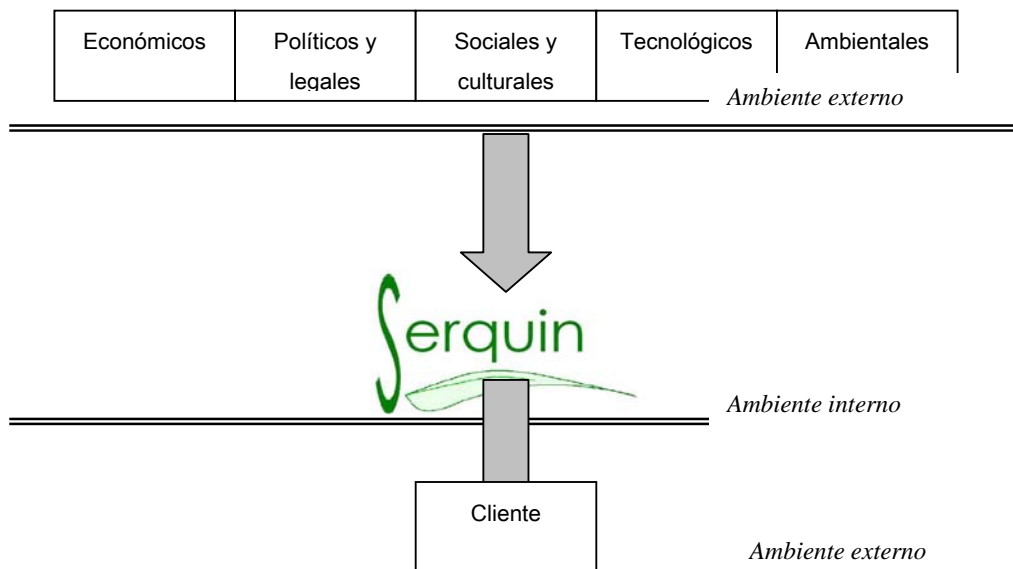 Económicos
Políticos y
legales
Sociales y
culturales
Tecnológicos
Ambientales
Ambiente externo
Serquin
Ambiente interno
Cliente
Ambiente externo